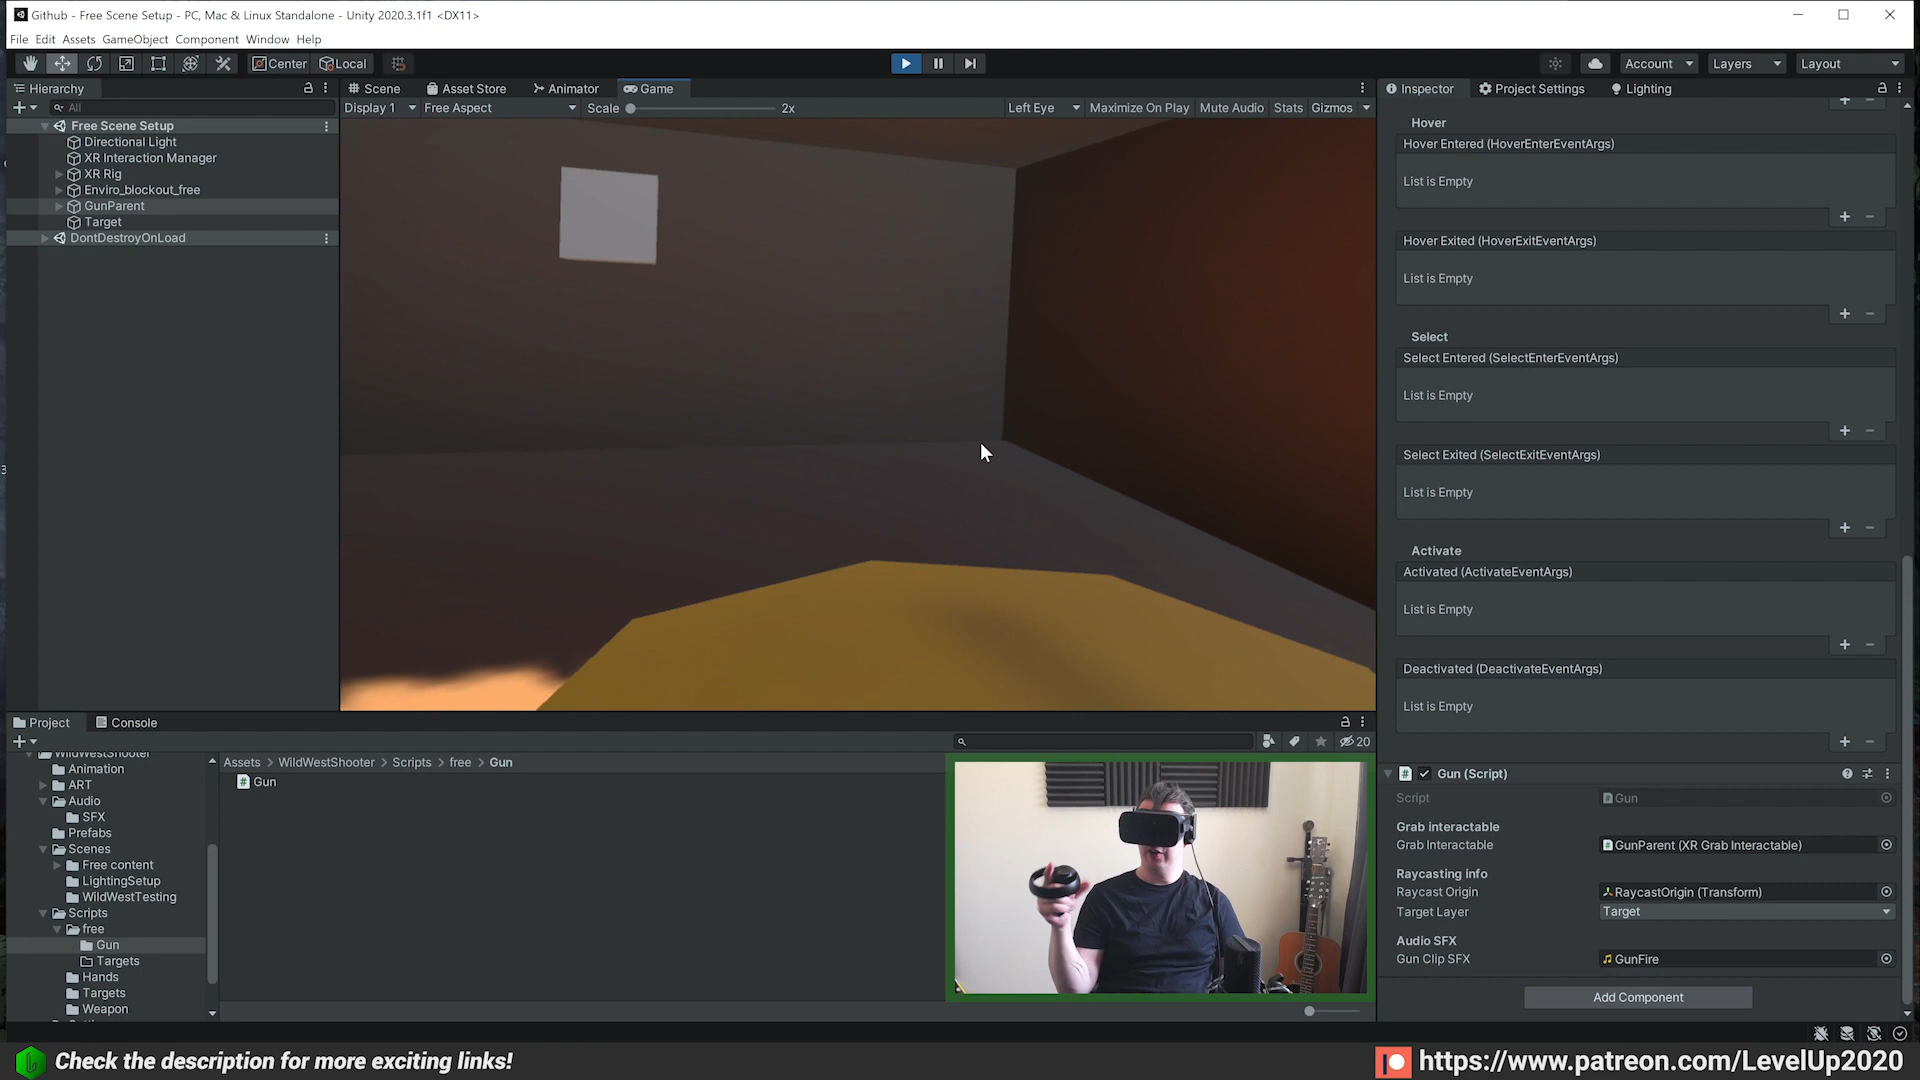 Github - Free Scene Setup - PC, Mac & Linux Standalone - Unity 2020.3.1f1 <DX11>
File Edit Assets GameObject Component Window Help
Center Local Account Layers Layout
Hierarchy
All
Free Scene Setup
Directional Light
XR Interaction Manager
XR Rig
Enviro_blockout_free
GunParent
Target
DontDestroyOnLoad
Scene Asset Store Animator Game
Display 1 Free Aspect Scale 2x Left Eye Maximize On Play Mute Audio Stats Gizmos
Inspector Project Settings Lighting
Hover
Hover Entered (HoverEnterEventArgs)
List is Empty
Hover Exited (HoverExitEventArgs)
List is Empty
Select
Select Entered (SelectEnterEventArgs)
List is Empty
Select Exited (SelectExitEventArgs)
List is Empty
Activate
Activated (ActivateEventArgs)
List is Empty
Deactivated (DeactivateEventArgs)
List is Empty
Gun (Script)
Script Gun
Grab interactable
Grab Interactable GunParent (XR Grab Interactable)
Raycasting info
Raycast Origin RaycastOrigin (Transform)
Target Layer Target
Audio SFX
Gun Clip SFX GunFire
Add Component
Project Console
20
WildWestShooter
Animation
ART
Audio
SFX
Prefabs
Scenes
Free content
LightingSetup
WildWestTesting
Scripts
free
Gun
Targets
Hands
Targets
Weapon
Assets > WildWestShooter > Scripts > free > Gun
Gun
Check the description for more exciting links!
https://www.patreon.com/LevelUp2020